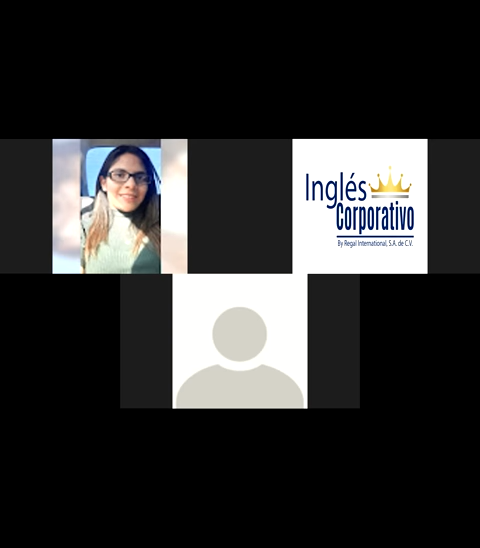 Inglés
Corporativo
By Regal International, S.A. de C.V.